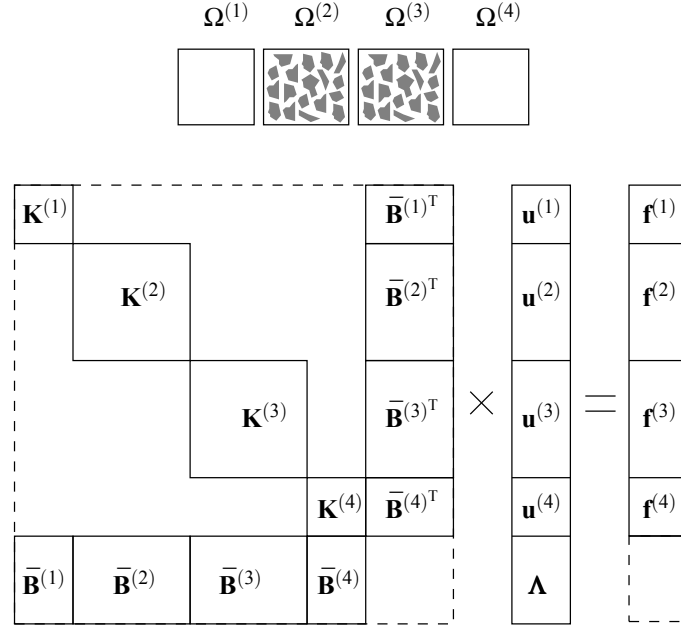 Ω⁽¹⁾ Ω⁽²⁾ Ω⁽³⁾ Ω⁽⁴⁾
K⁽¹⁾ B̄⁽¹⁾ᵀ u⁽¹⁾ f⁽¹⁾
K⁽²⁾ B̄⁽²⁾ᵀ u⁽²⁾ f⁽²⁾
K⁽³⁾ B̄⁽³⁾ᵀ × u⁽³⁾ = f⁽³⁾
K⁽⁴⁾ B̄⁽⁴⁾ᵀ u⁽⁴⁾ f⁽⁴⁾
B̄⁽¹⁾ B̄⁽²⁾ B̄⁽³⁾ B̄⁽⁴⁾ Λ